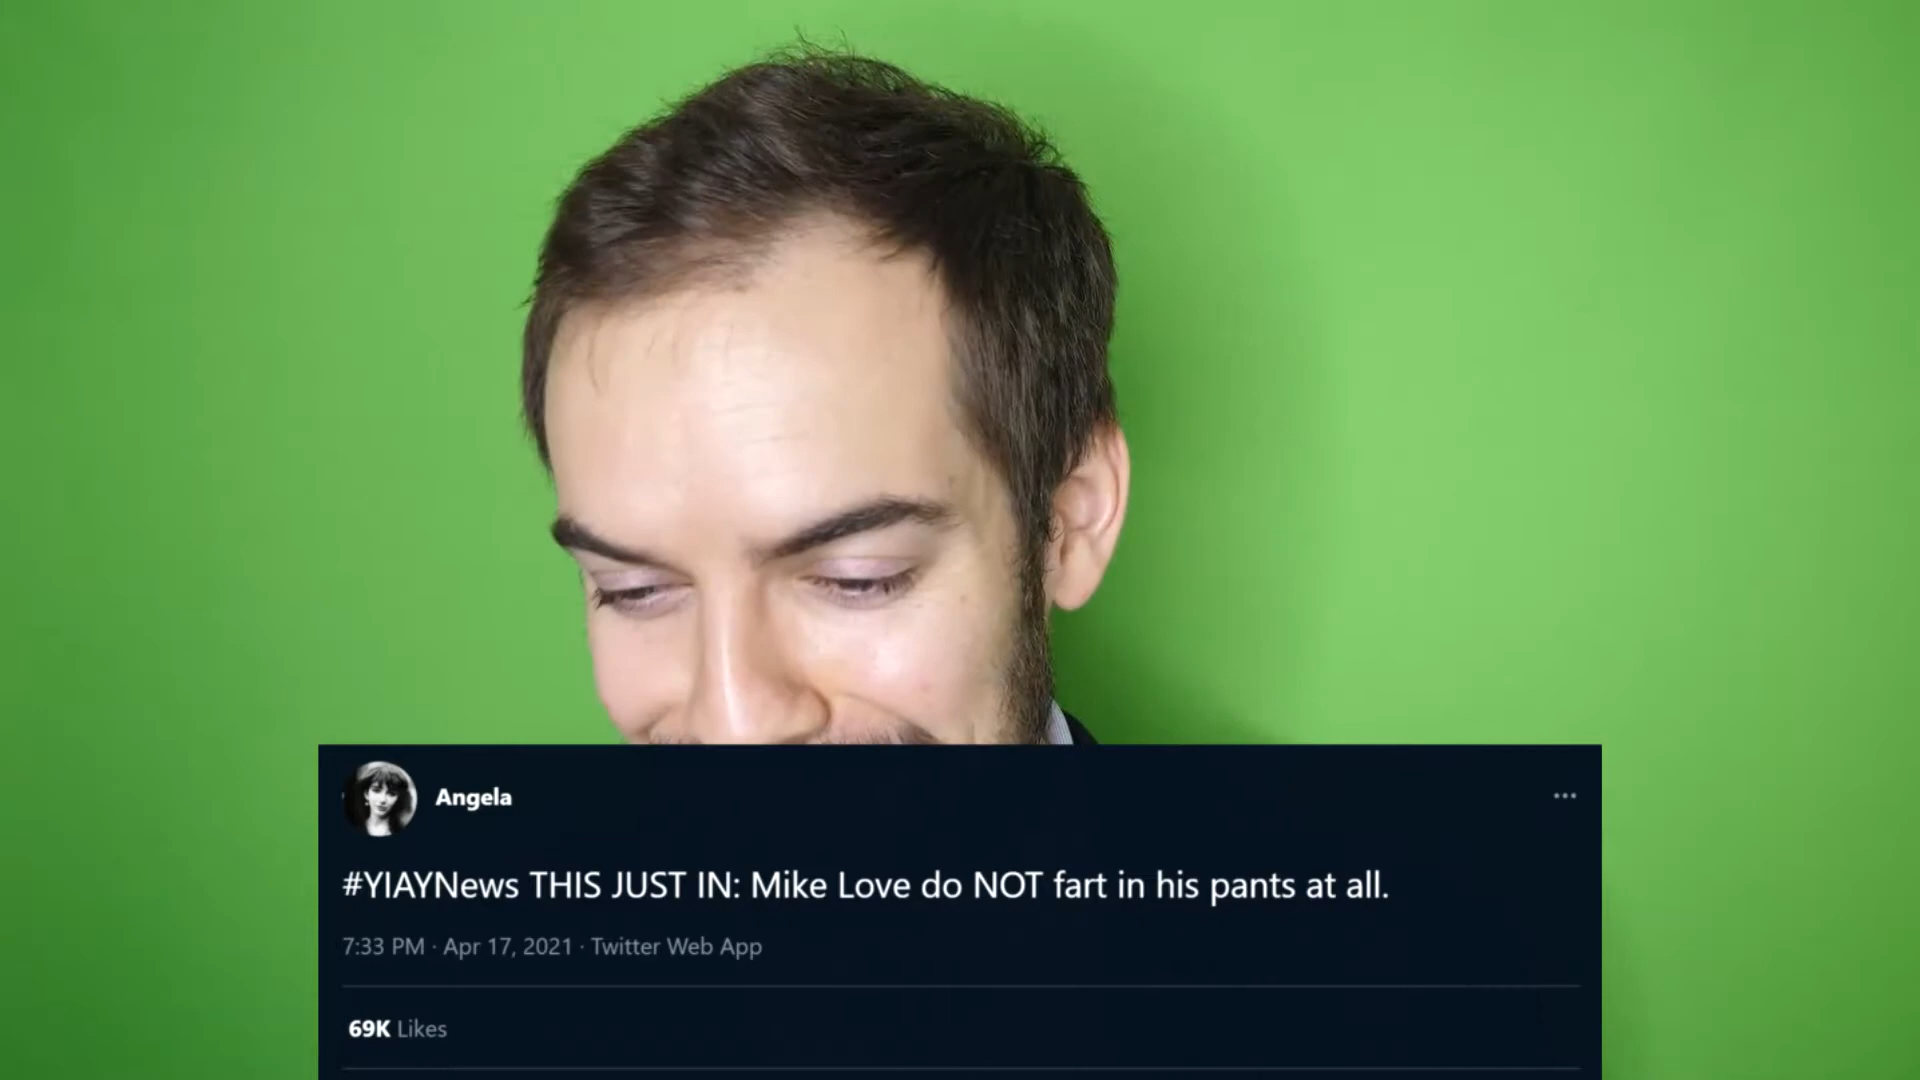 Angela
#YIAYNews THIS JUST IN: Mike Love do NOT fart in his pants at all.
7:33 PM · Apr 17, 2021 · Twitter Web App
69K Likes